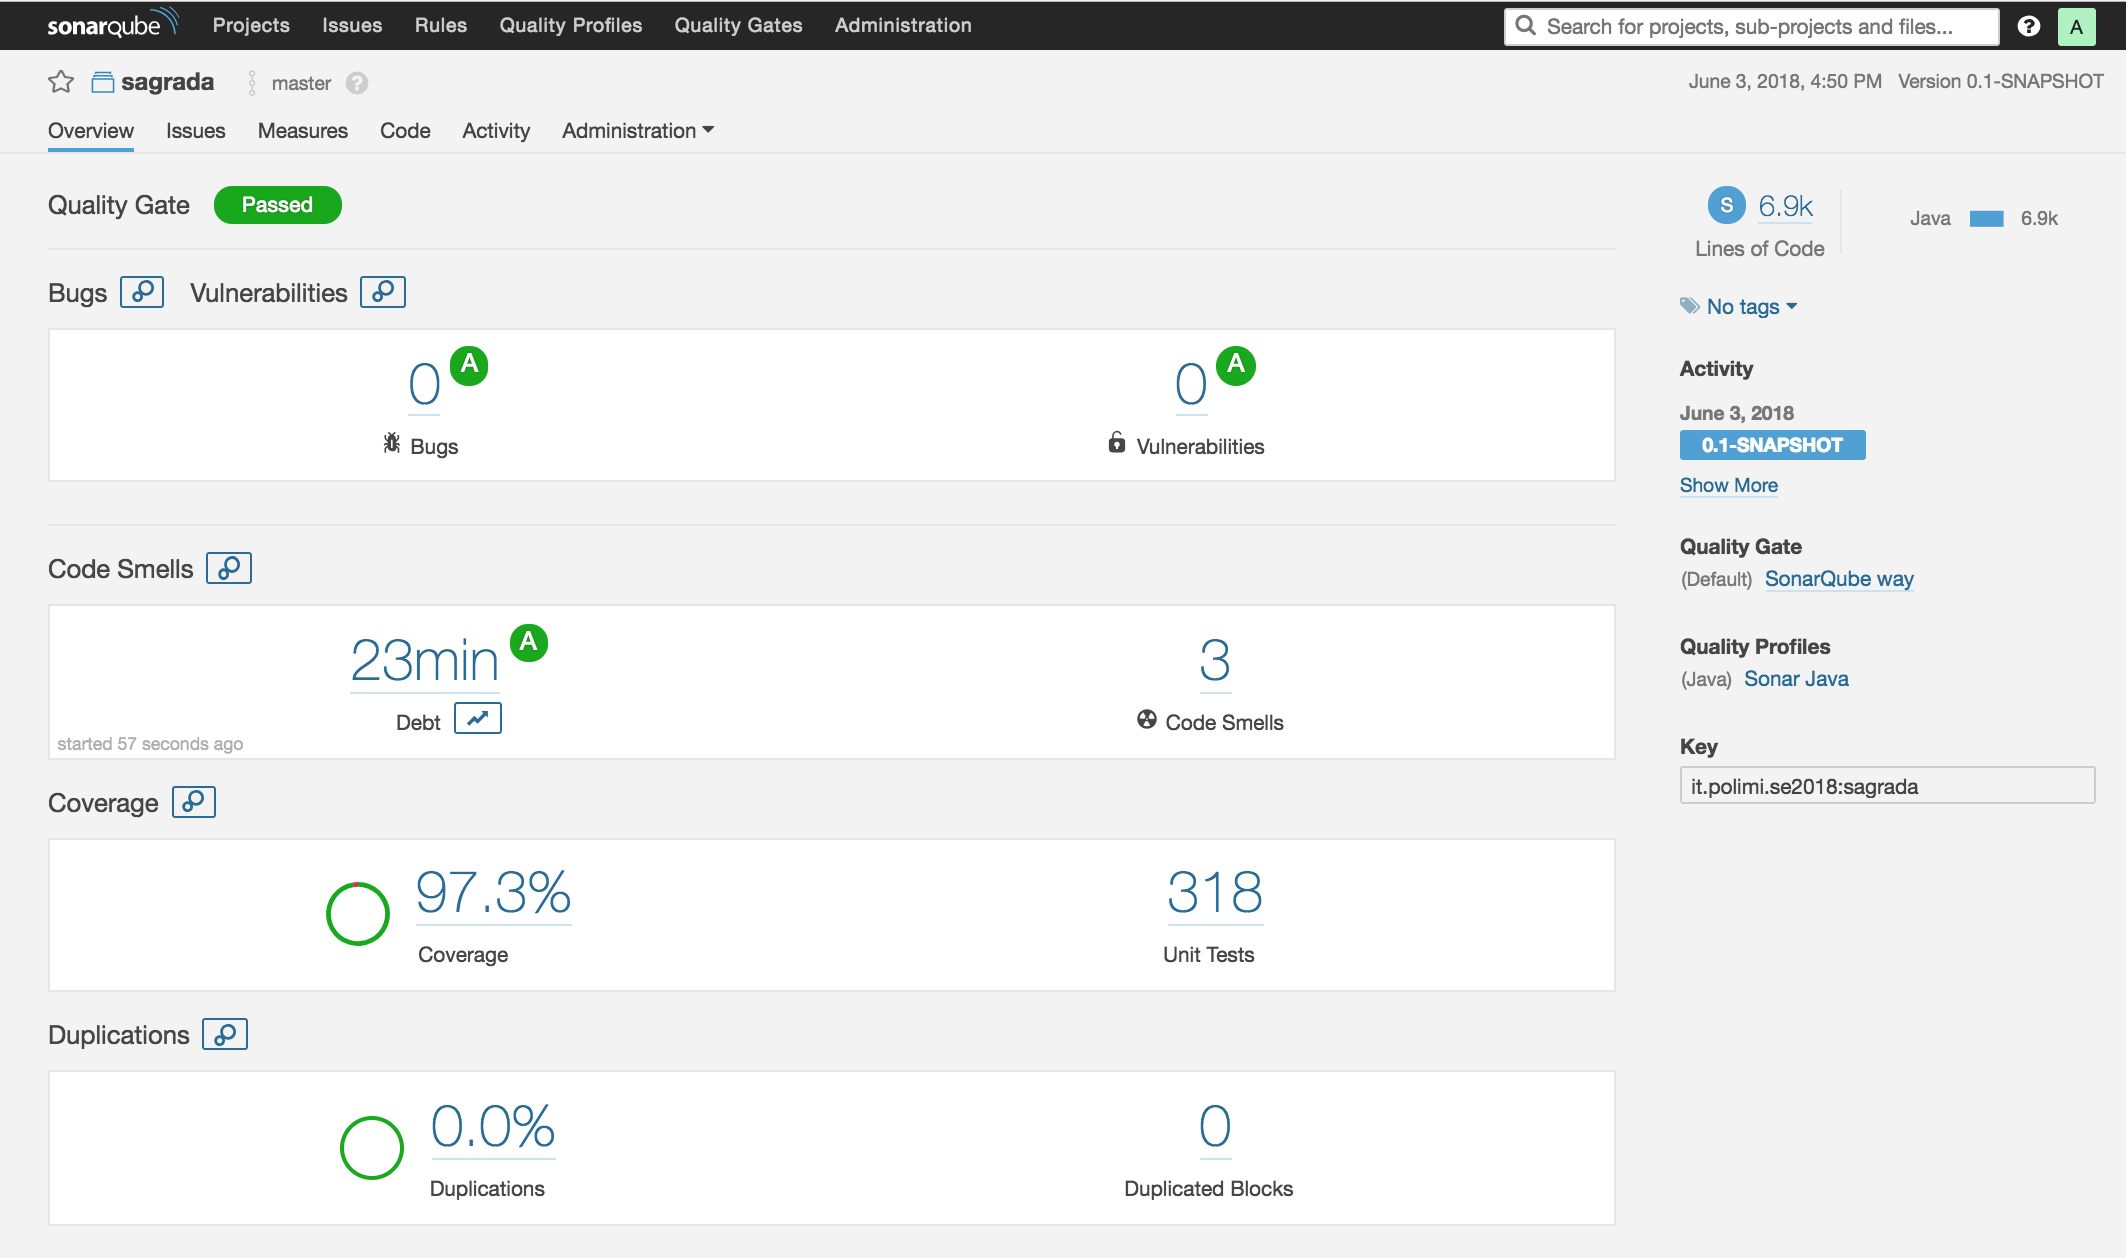 sonarqube Projects Issues Rules Quality Profiles Quality Gates Administration Search for projects, sub-projects and files... ? A
sagrada master ? June 3, 2018, 4:50 PM Version 0.1-SNAPSHOT
Overview Issues Measures Code Activity Administration
Quality Gate Passed
Bugs Vulnerabilities
0 A
Bugs
0 A
Vulnerabilities
Code Smells
23min A
Debt
started 57 seconds ago
3
Code Smells
Coverage
97.3%
Coverage
318
Unit Tests
Duplications
0.0%
Duplications
0
Duplicated Blocks
S 6.9k
Lines of Code
Java 6.9k
No tags
Activity
June 3, 2018
0.1-SNAPSHOT
Show More
Quality Gate
(Default) SonarQube way
Quality Profiles
(Java) Sonar Java
Key
it.polimi.se2018:sagrada